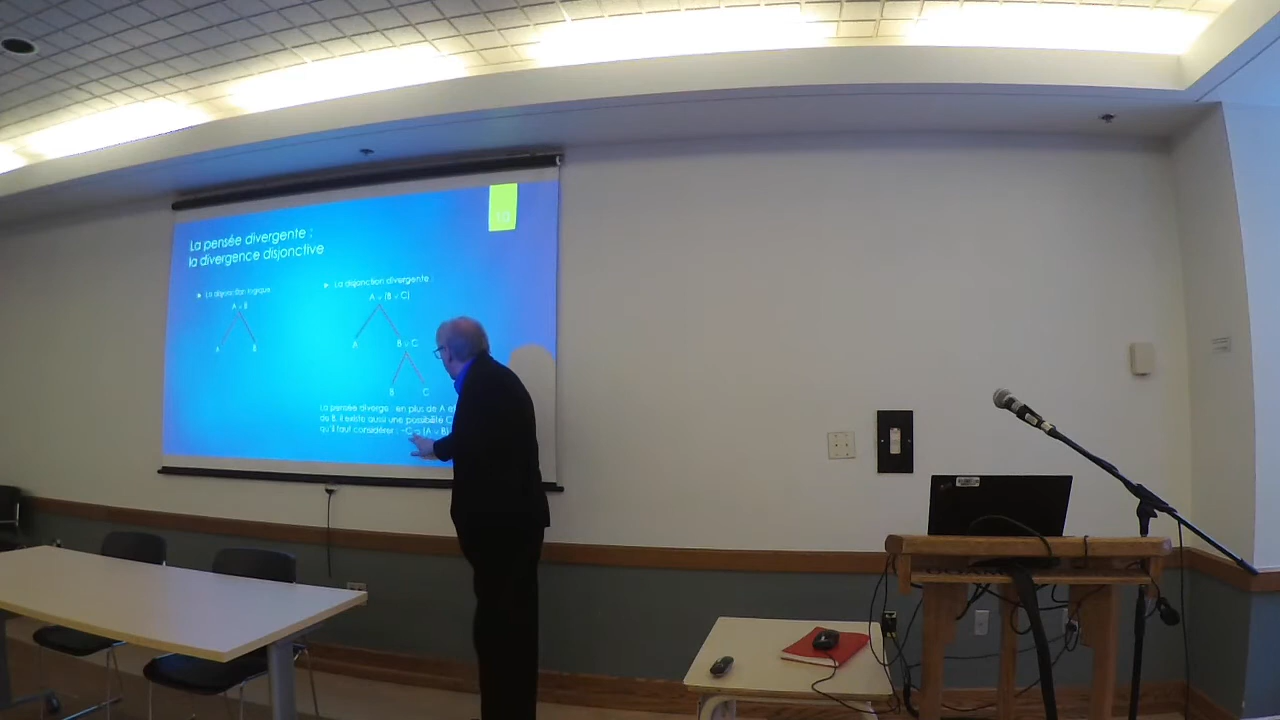 10
La pensée divergente :
la divergence disjonctive
La disjonction logique
A ∨ B
A B
La disjonction divergente :
A ∨ (B ∨ C)
A B ∨ C
B C
La pensée diverge : en plus de A e
de B, il existe aussi une possibilité C
qu'il faut considérer : ¬C (A ∨ B)